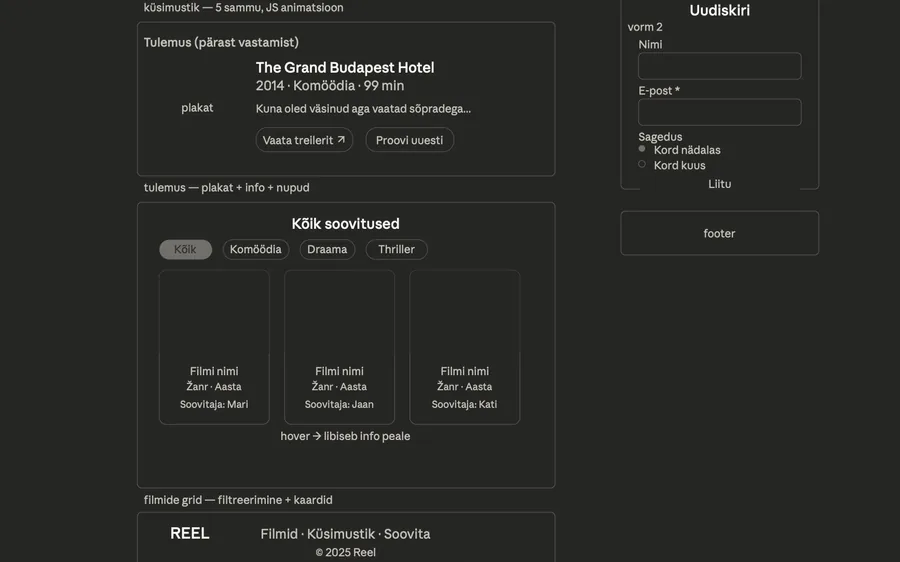 küsimustik — 5 sammu, JS animatsioon
Tulemus (pärast vastamist)
plakat
The Grand Budapest Hotel
2014 · Komöödia · 99 min
Kuna oled väsinud aga vaatad sõpradega...
Vaata treilerit ↗
Proovi uuesti
tulemus — plakat + info + nupud
Kõik soovitused
Kõik
Komöödia
Draama
Thriller
Filmi nimi
Žanr · Aasta
Soovitaja: Mari
Filmi nimi
Žanr · Aasta
Soovitaja: Jaan
Filmi nimi
Žanr · Aasta
Soovitaja: Kati
hover → libiseb info peale
filmide grid — filtreerimine + kaardid
REEL
Filmid · Küsimustik · Soovita
© 2025 Reel
Uudiskiri
vorm 2
Nimi
E-post *
Sagedus
Kord nädalas
Kord kuus
Liitu
footer